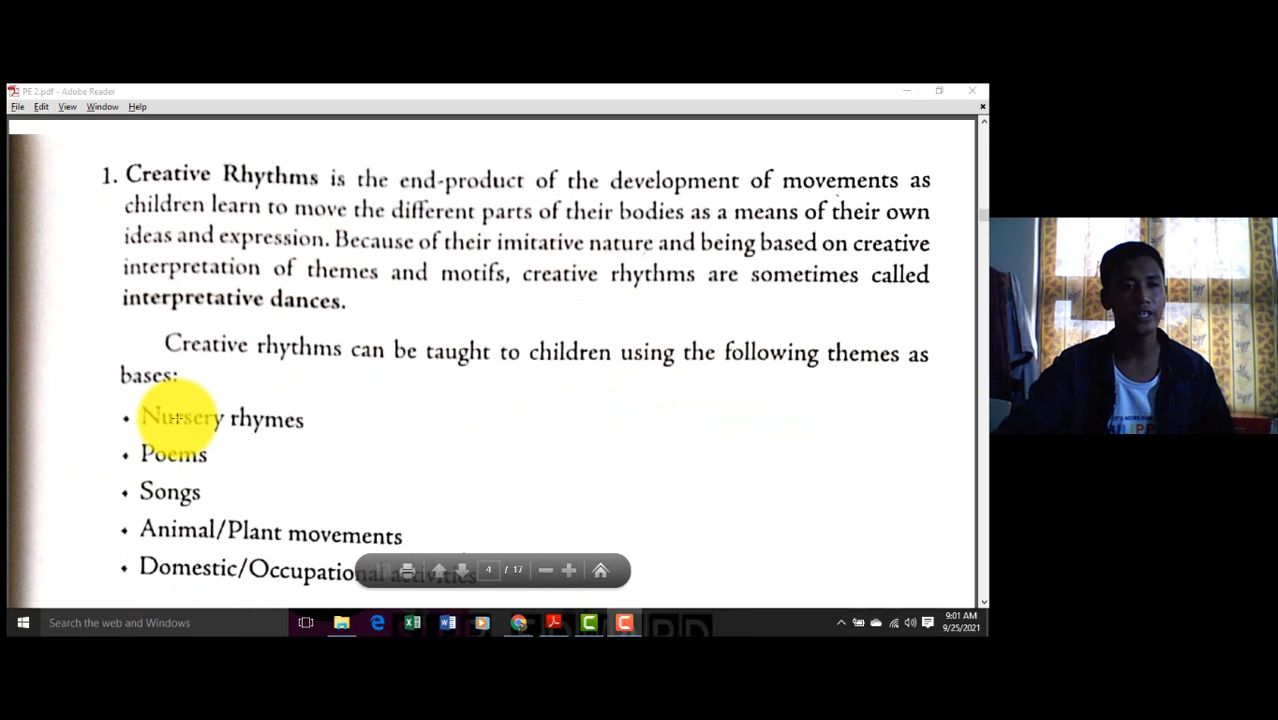 PE 2.pdf - Adobe Reader
File Edit View Window Help
1. Creative Rhythms is the end-product of the development of movements as
children learn to move the different parts of their bodies as a means of their own
ideas and expression. Because of their imitative nature and being based on creative
interpretation of themes and motifs, creative rhythms are sometimes called
interpretative dances.
Creative rhythms can be taught to children using the following themes as
bases:
• Nursery rhymes
• Poems
• Songs
• Animal/Plant movements
• Domestic/Occupational activities
4 / 17
Search the web and Windows
9:01 AM
9/25/2021